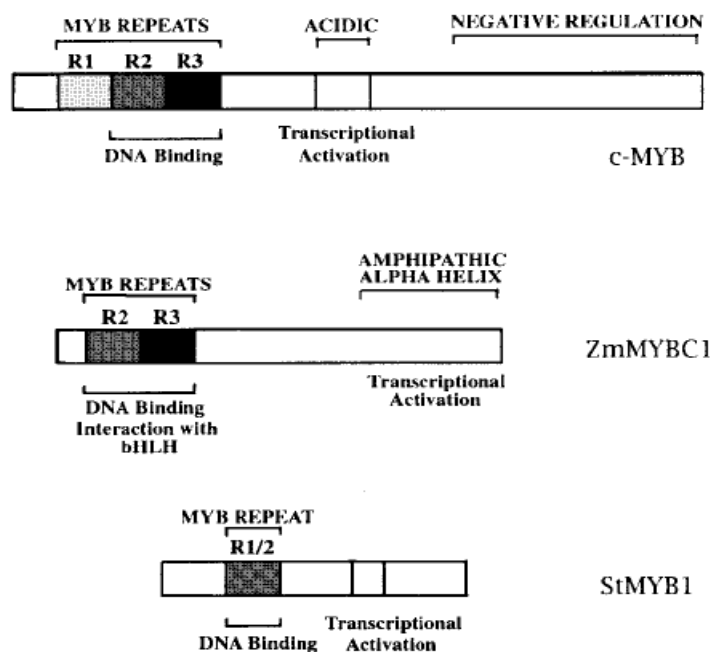 MYB REPEATS
ACIDIC
NEGATIVE REGULATION
R1 R2 R3
DNA Binding
Transcriptional
Activation
c-MYB
MYB REPEATS
AMPHIPATHIC
ALPHA HELIX
R2 R3
ZmMYBC1
DNA Binding
Interaction with
bHLH
Transcriptional
Activation
MYB REPEAT
R1/2
StMYB1
DNA Binding
Transcriptional
Activation